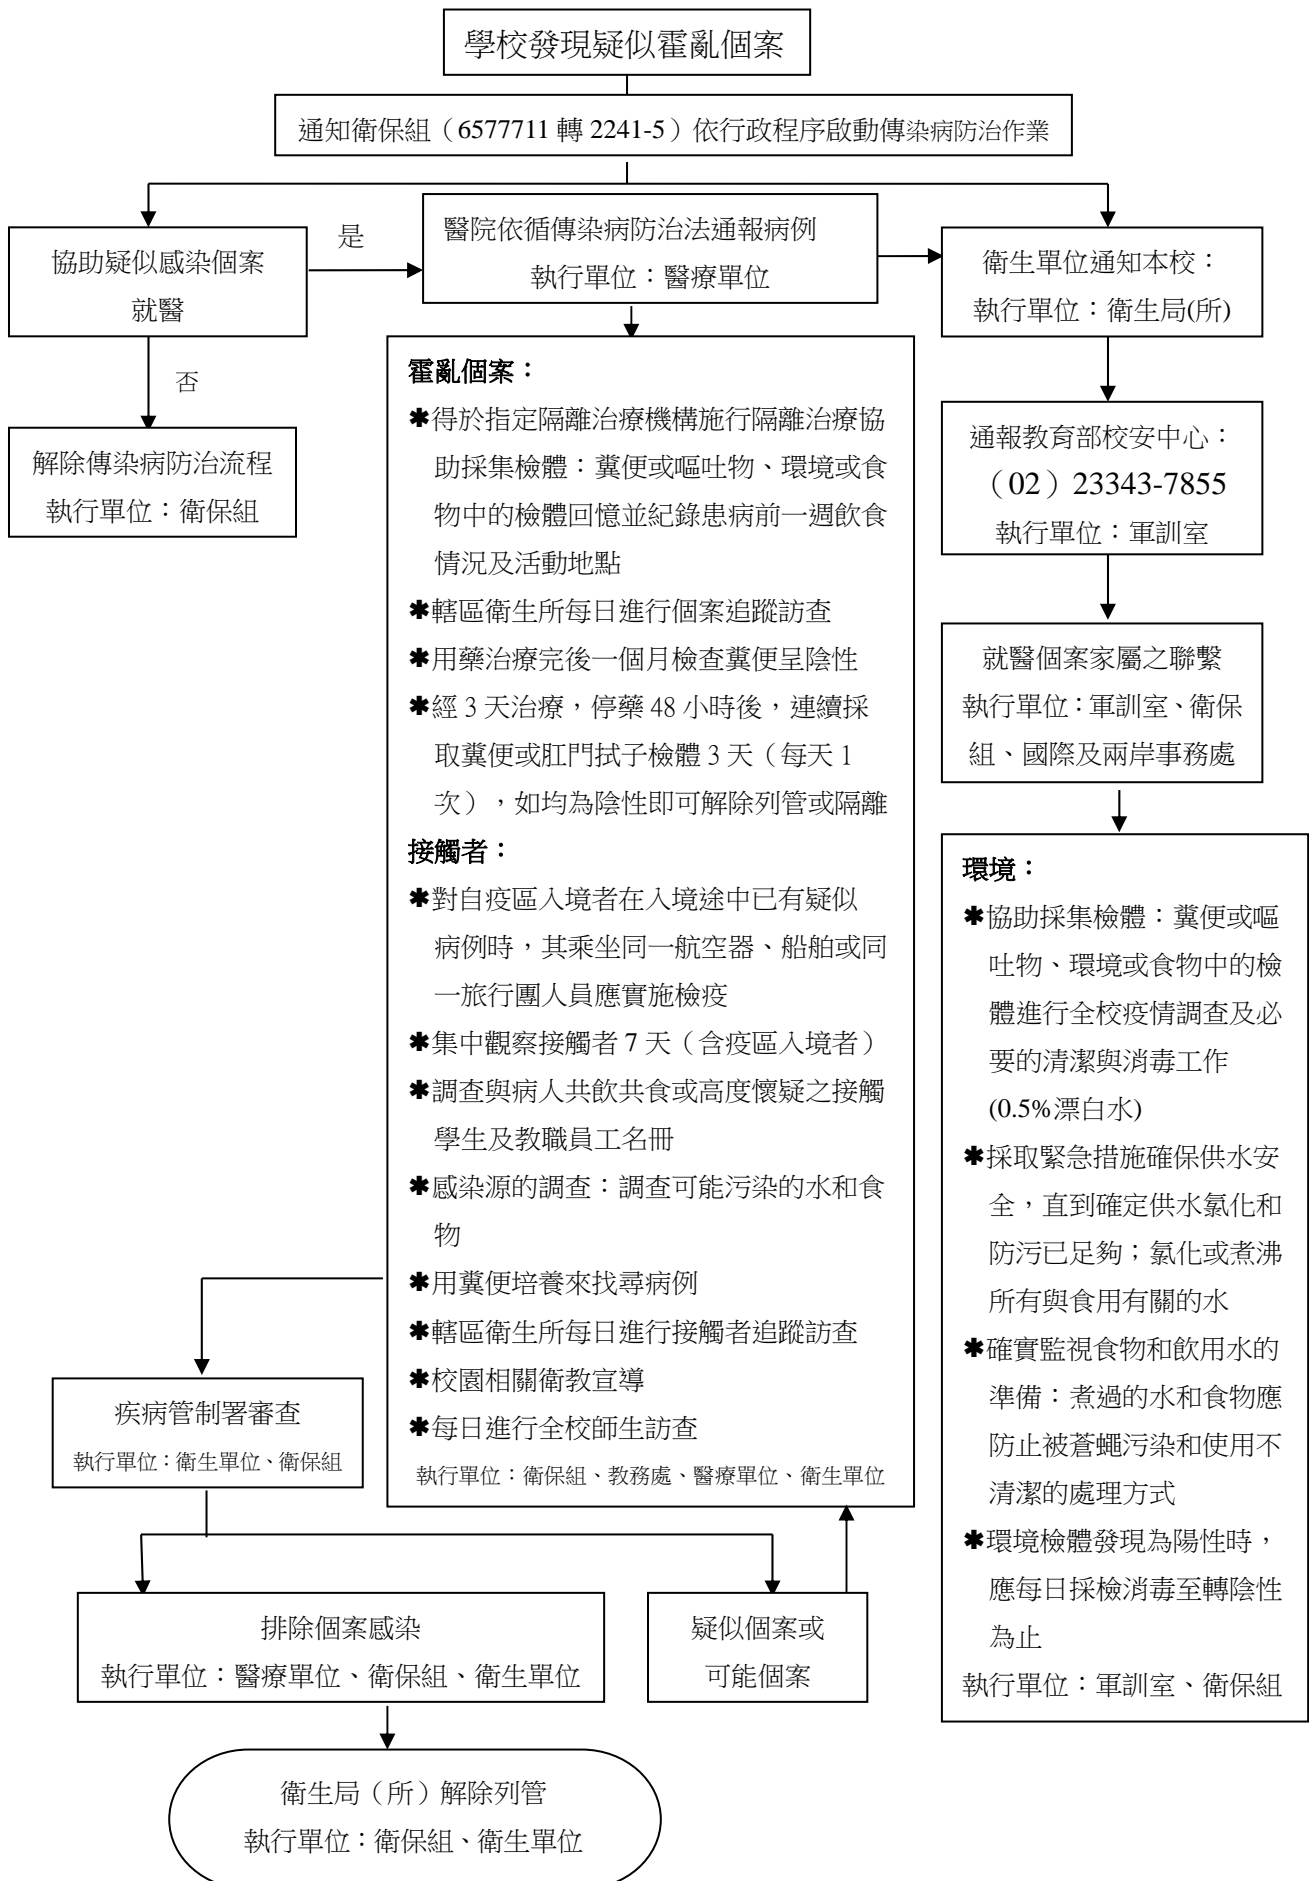 學校發現疑似霍亂個案
通知衛保組（6577711 轉 2241-5）依行政程序啟動傳染病防治作業
協助疑似感染個案
就醫
是
否
解除傳染病防治流程
執行單位：衛保組
醫院依循傳染病防治法通報病例
執行單位：醫療單位
衛生單位通知本校：
執行單位：衛生局(所)
通報教育部校安中心：
（02）23343-7855
執行單位：軍訓室
就醫個案家屬之聯繫
執行單位：軍訓室、衛保
組、國際及兩岸事務處
霍亂個案：
✱得於指定隔離治療機構施行隔離治療協
助採集檢體：糞便或嘔吐物、環境或食
物中的檢體回憶並紀錄患病前一週飲食
情況及活動地點
✱轄區衛生所每日進行個案追蹤訪查
✱用藥治療完後一個月檢查糞便呈陰性
✱經 3 天治療，停藥 48 小時後，連續採
取糞便或肛門拭子檢體 3 天（每天 1
次），如均為陰性即可解除列管或隔離
接觸者：
✱對自疫區入境者在入境途中已有疑似
病例時，其乘坐同一航空器、船舶或同
一旅行團人員應實施檢疫
✱集中觀察接觸者 7 天（含疫區入境者）
✱調查與病人共飲共食或高度懷疑之接觸
學生及教職員工名冊
✱感染源的調查：調查可能污染的水和食
物
✱用糞便培養來找尋病例
✱轄區衛生所每日進行接觸者追蹤訪查
✱校園相關衛教宣導
✱每日進行全校師生訪查
執行單位：衛保組、教務處、醫療單位、衛生單位
環境：
✱協助採集檢體：糞便或嘔
吐物、環境或食物中的檢
體進行全校疫情調查及必
要的清潔與消毒工作
(0.5%漂白水)
✱採取緊急措施確保供水安
全，直到確定供水氯化和
防污已足夠；氯化或煮沸
所有與食用有關的水
✱確實監視食物和飲用水的
準備：煮過的水和食物應
防止被蒼蠅污染和使用不
清潔的處理方式
✱環境檢體發現為陽性時，
應每日採檢消毒至轉陰性
為止
執行單位：軍訓室、衛保組
疾病管制署審查
執行單位：衛生單位、衛保組
排除個案感染
執行單位：醫療單位、衛保組、衛生單位
疑似個案或
可能個案
衛生局（所）解除列管
執行單位：衛保組、衛生單位